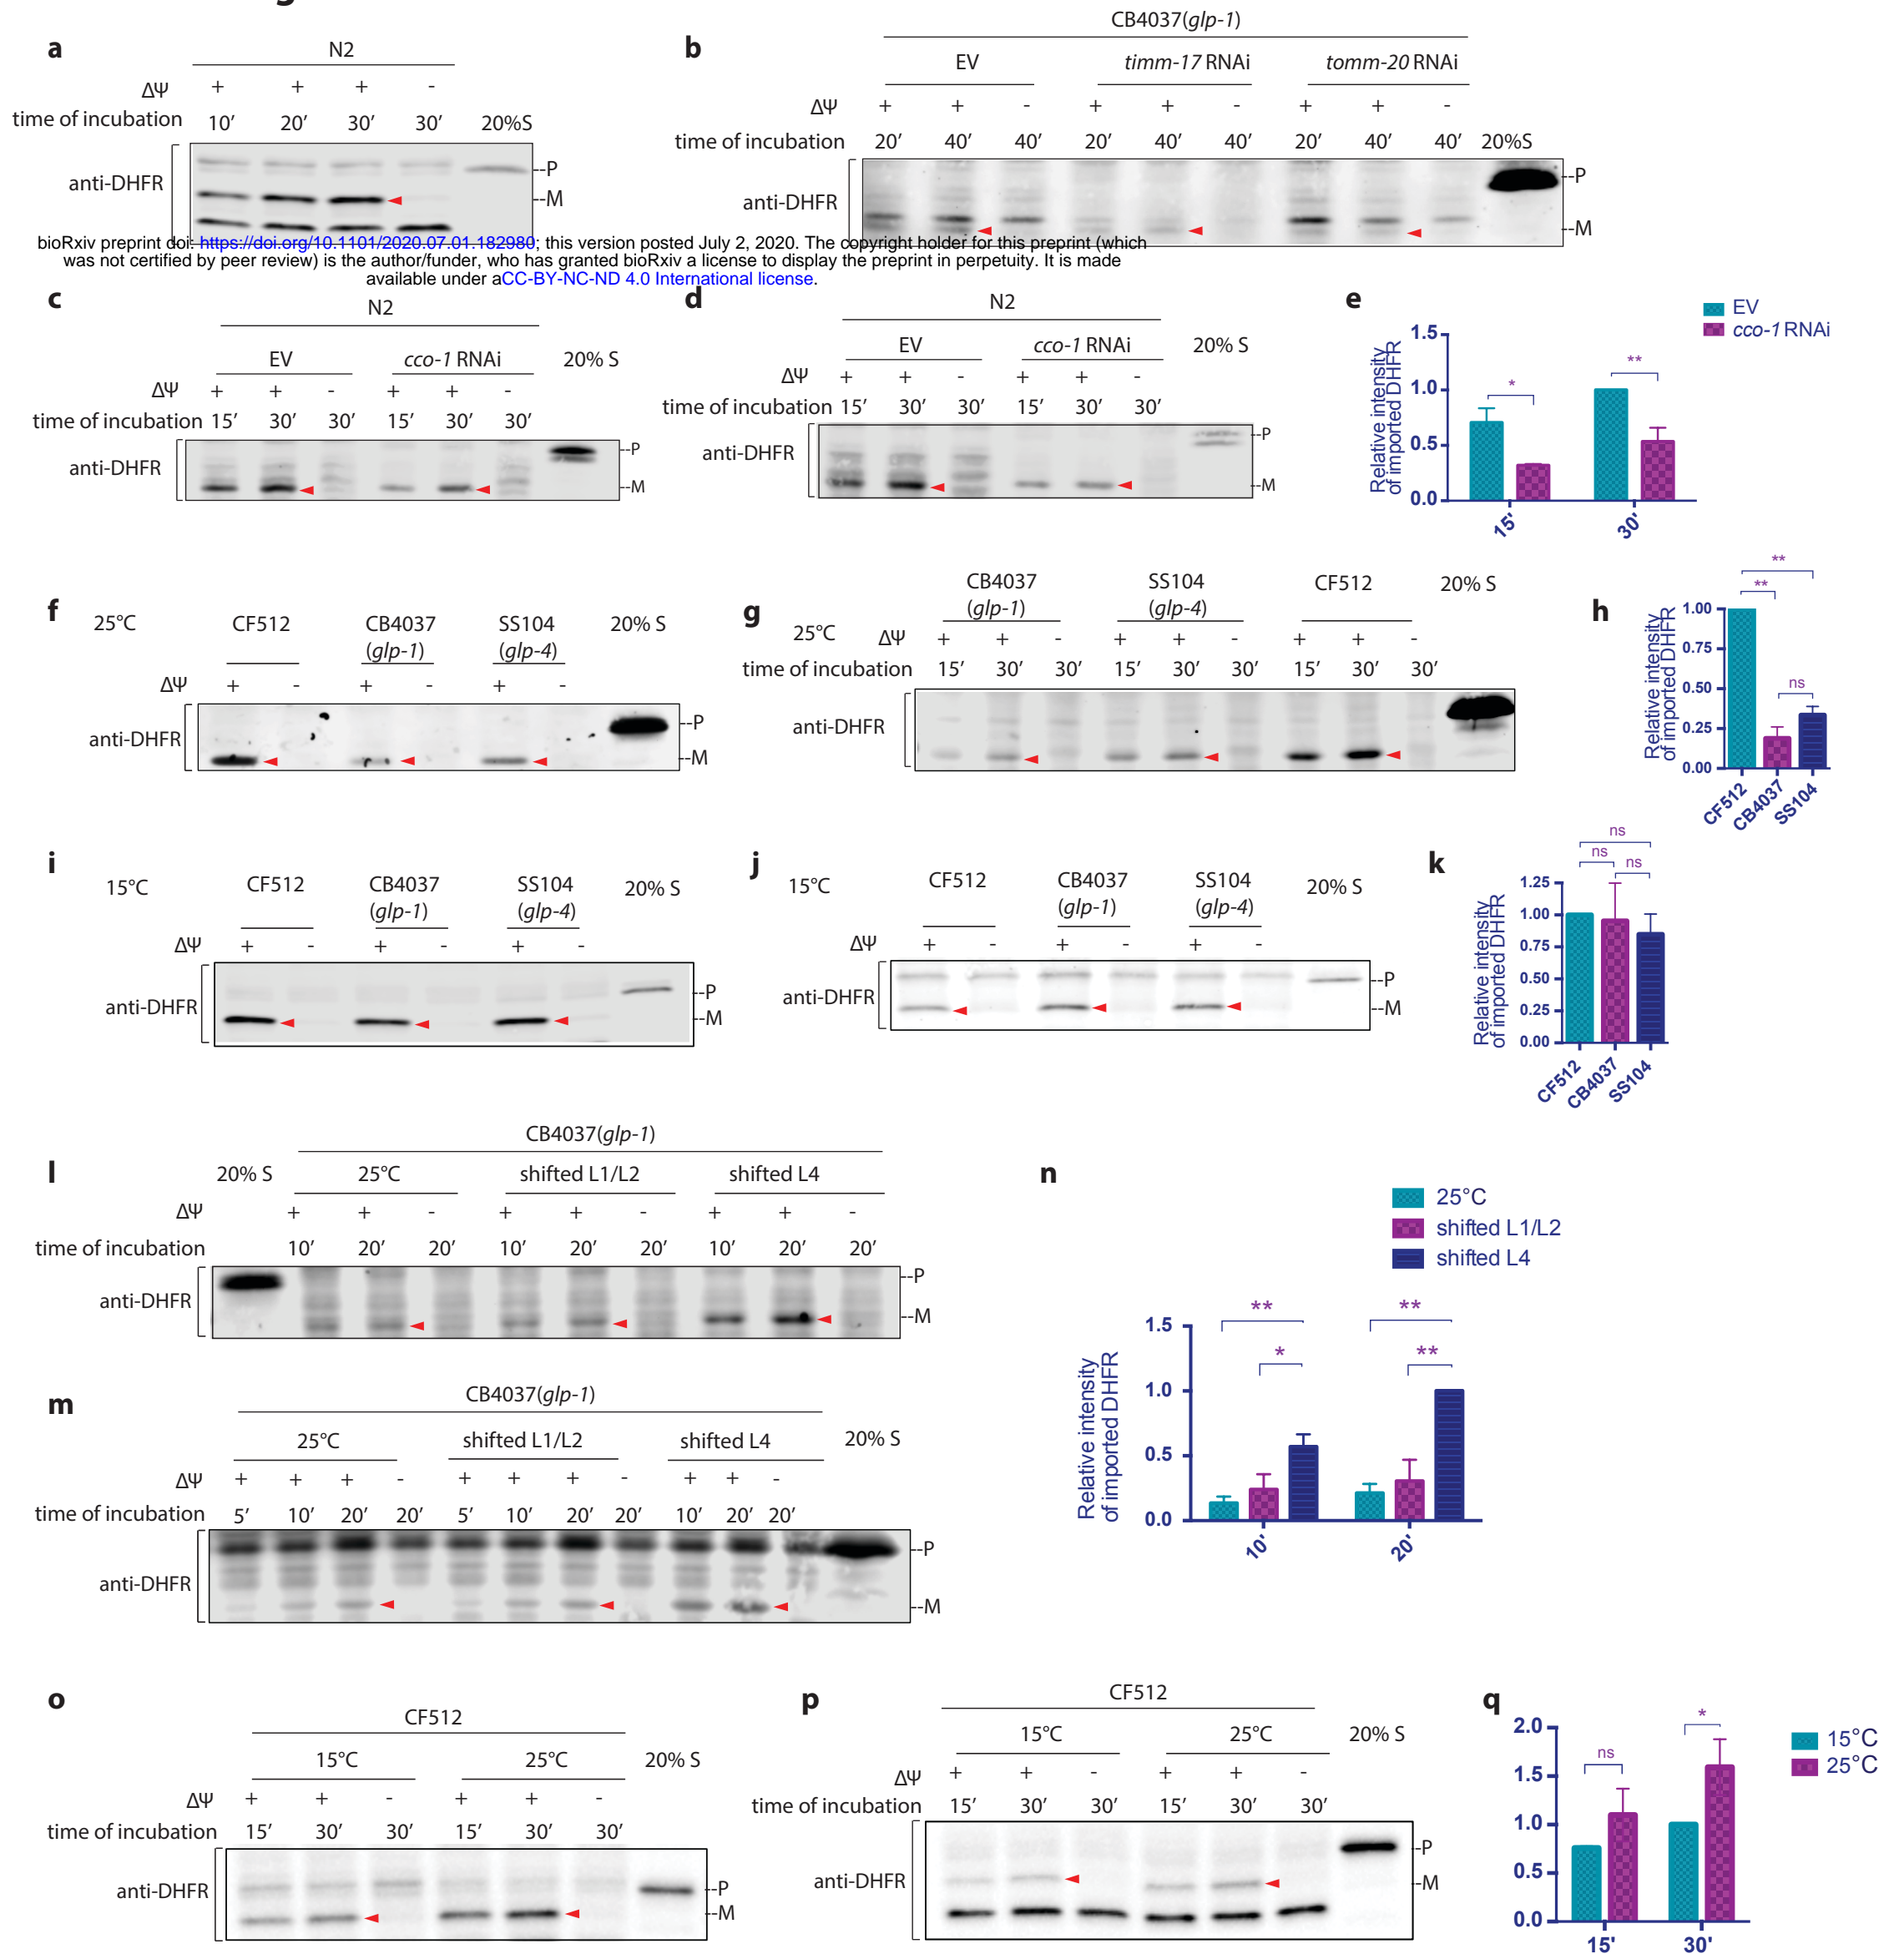 a
N2
ΔΨ + + + -
time of incubation 10’ 20’ 30’ 30’ 20%S
anti-DHFR
--P
--M
b
CB4037(glp-1)
EV timm-17 RNAi tomm-20 RNAi
ΔΨ + + - + + - + + -
time of incubation 20’ 40’ 40’ 20’ 40’ 40’ 20’ 40’ 40’ 20%S
anti-DHFR
--P
--M
bioRxiv preprint doi: https://doi.org/10.1101/2020.07.01.182980; this version posted July 2, 2020. The copyright holder for this preprint (which
was not certified by peer review) is the author/funder, who has granted bioRxiv a license to display the preprint in perpetuity. It is made
available under aCC-BY-NC-ND 4.0 International license.
c
N2
EV cco-1 RNAi 20% S
ΔΨ + + - + + -
time of incubation 15’ 30’ 30’ 15’ 30’ 30’
anti-DHFR
--P
--M
d
N2
EV cco-1 RNAi 20% S
ΔΨ + + - + + -
time of incubation 15’ 30’ 30’ 15’ 30’ 30’
anti-DHFR
--P
--M
e
EV
cco-1 RNAi
Relative intensity
of imported DHFR
1.5
1.0
0.5
0.0
* **
15' 30'
f
25°C CF512 CB4037 SS104 20% S
(glp-1) (glp-4)
ΔΨ + - + - + -
anti-DHFR
--P
--M
g
CB4037 SS104 CF512 20% S
(glp-1) (glp-4)
25°C ΔΨ + + - + + - + + -
time of incubation 15’ 30’ 30’ 15’ 30’ 30’ 15’ 30’ 30’
anti-DHFR
h
**
**
ns
Relative intensity
of imported DHFR
1.00
0.75
0.50
0.25
0.00
CF512 CB4037 SS104
i
15°C CF512 CB4037 SS104 20% S
(glp-1) (glp-4)
ΔΨ + - + - + -
anti-DHFR
--P
--M
j
15°C CF512 CB4037 SS104 20% S
(glp-1) (glp-4)
ΔΨ + - + - + -
anti-DHFR
--P
--M
k
ns
ns ns
Relative intensity
of imported DHFR
1.25
1.00
0.75
0.50
0.25
0.00
CF512 CB4037 SS104
l
CB4037(glp-1)
20% S 25°C shifted L1/L2 shifted L4
ΔΨ + + - + + - + + -
time of incubation 10’ 20’ 20’ 10’ 20’ 20’ 10’ 20’ 20’
anti-DHFR
--P
--M
m
CB4037(glp-1)
25°C shifted L1/L2 shifted L4 20% S
ΔΨ + + + - + + + - + + -
time of incubation 5’ 10’ 20’ 20’ 5’ 10’ 20’ 20’ 10’ 20’ 20’
anti-DHFR
--P
--M
n
25°C
shifted L1/L2
shifted L4
Relative intensity
of imported DHFR
1.5
1.0
0.5
0.0
** **
* **
10' 20'
o
CF512
15°C 25°C 20% S
ΔΨ + + - + + -
time of incubation 15’ 30’ 30’ 15’ 30’ 30’
anti-DHFR
--P
--M
p
CF512
15°C 25°C 20% S
ΔΨ + + - + + -
time of incubation 15’ 30’ 30’ 15’ 30’ 30’
anti-DHFR
--P
--M
q
15°C
25°C
2.0
1.5
1.0
0.5
0.0
ns *
15' 30'